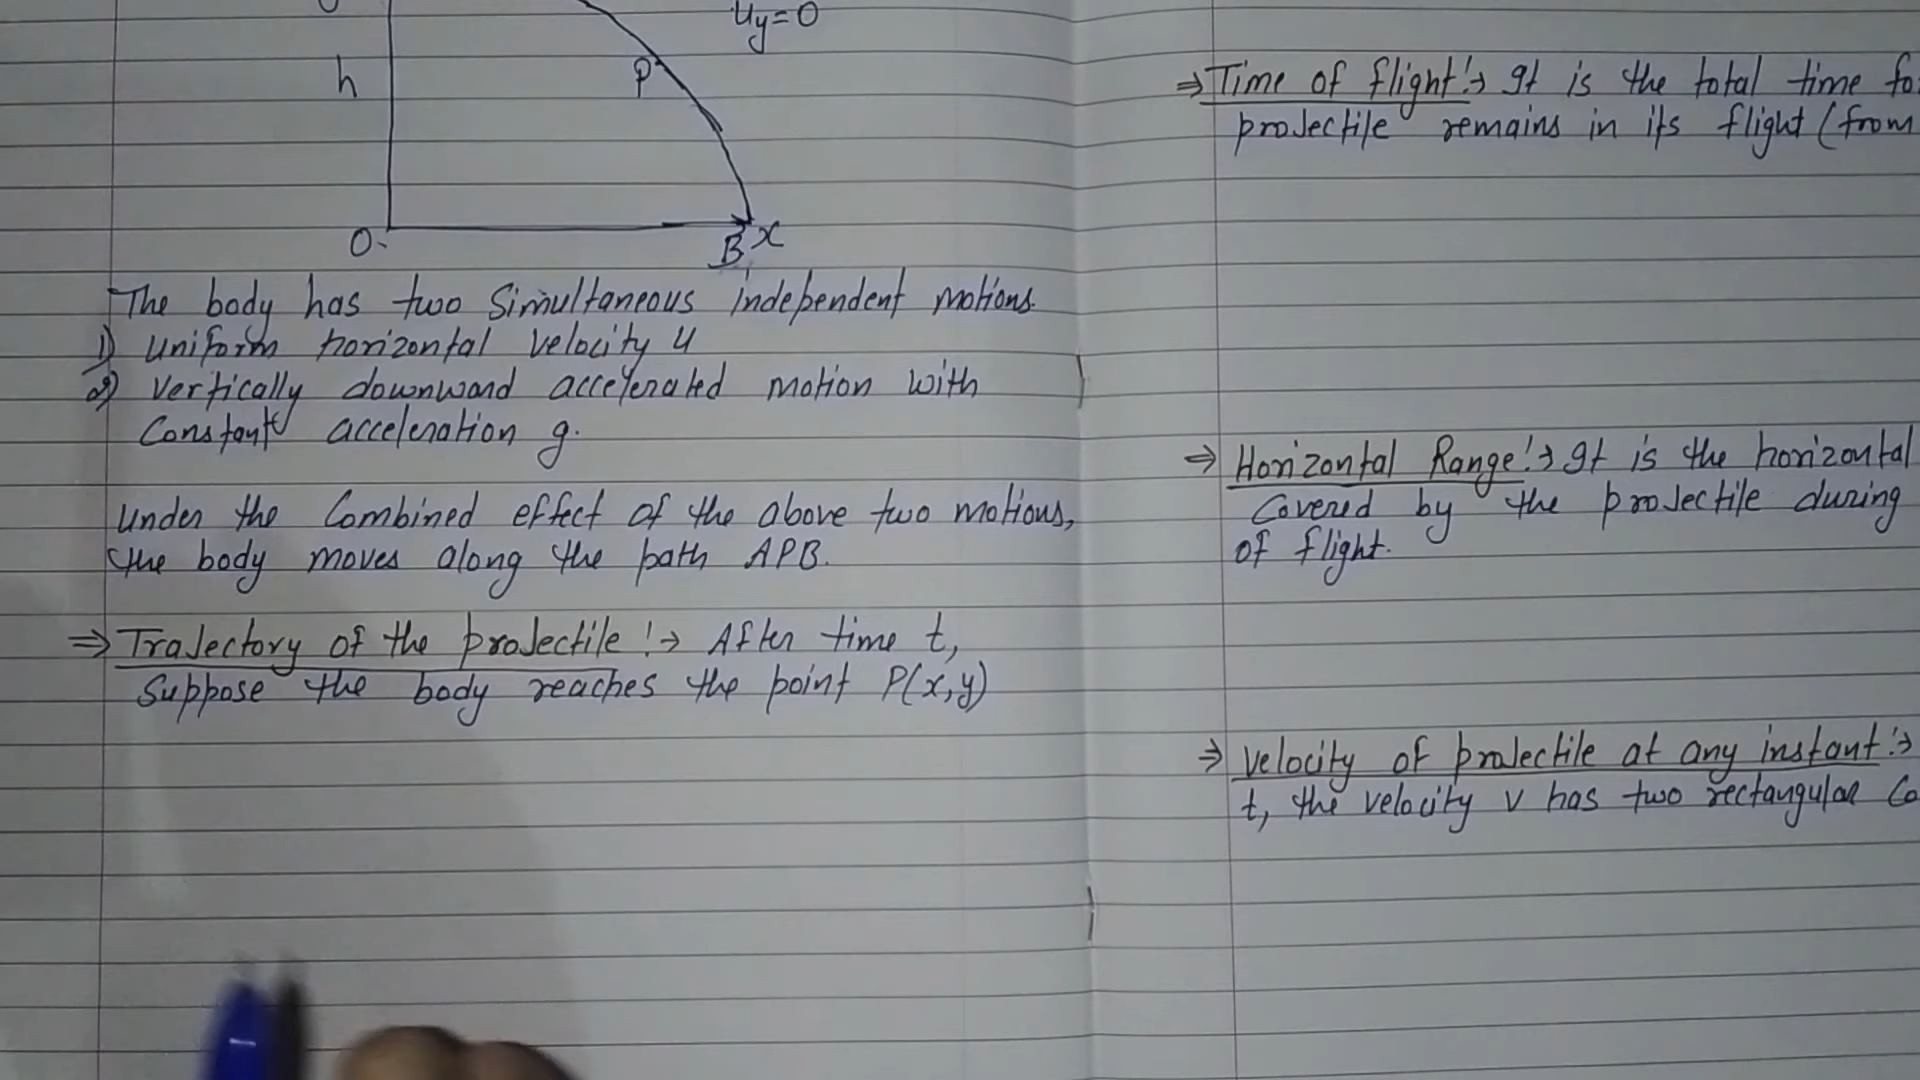 uy=0
h
P
O
B x
The body has two Simultaneous independent motions.
1) uniform horizontal velocity u
2) vertically downward accelerated motion with
Constant acceleration g.
under the Combined effect of the above two motions,
the body moves along the path APB.
⇒ Trajectory of the projectile :→ After time t,
Suppose the body reaches the point P(x,y)
⇒ Time of flight :→ It is the total time fo
projectile remains in its flight (from
⇒ Horizontal Range :→ It is the horizontal
Covered by the projectile during
of flight.
⇒ velocity of projectile at any instant :→
t, the velocity v has two rectangular Co